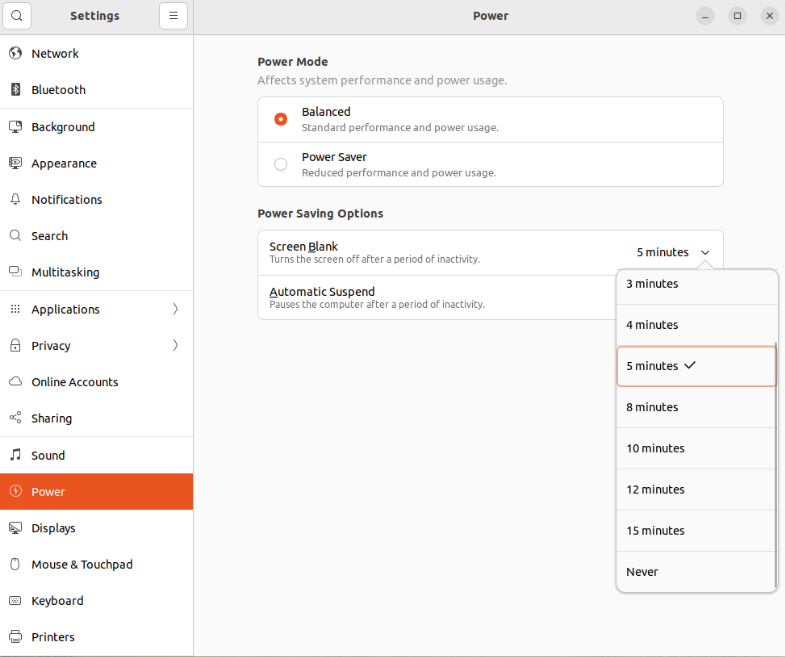 Settings
Power
Network
Bluetooth
Background
Appearance
Notifications
Search
Multitasking
Applications
Privacy
Online Accounts
Sharing
Sound
Power
Displays
Mouse & Touchpad
Keyboard
Printers
Power Mode
Affects system performance and power usage.
Balanced
Standard performance and power usage.
Power Saver
Reduced performance and power usage.
Power Saving Options
Screen Blank
Turns the screen off after a period of inactivity.
5 minutes
Automatic Suspend
Pauses the computer after a period of inactivity.
3 minutes
4 minutes
5 minutes
8 minutes
10 minutes
12 minutes
15 minutes
Never